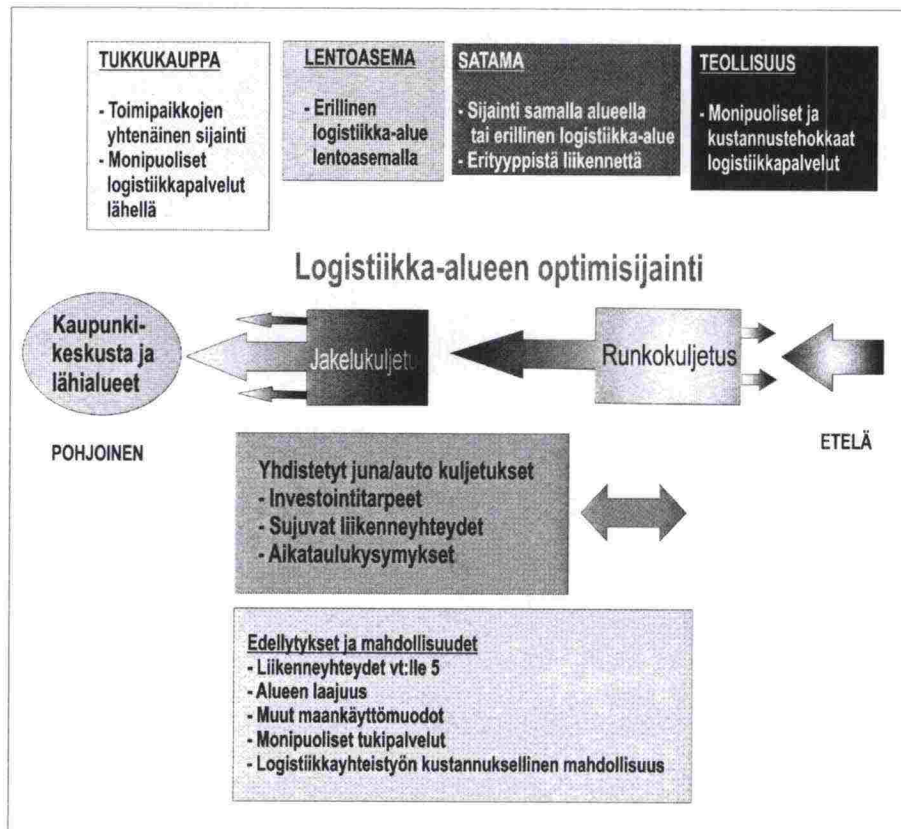 TUKKUKAUPPA
- Toimipaikkojen
yhtenäinen sijainti
- Monipuoliset
logistiikkapalvelut
lähellä
LENTOASEMA
- Erillinen
logistiikka-alue
lentoasemalla
SATAMA
- Sijainti samalla alueella
tai erillinen logistiikka-alue
- Erityyppistä liikennettä
TEOLLISUUS
- Monipuoliset ja
kustannustehokkaat
logistiikkapalvelut
Logistiikka-alueen optimisijainti
Kaupunki-
keskusta ja
lähialueet
Jakelukuljetu
Runkokuljetus
POHJOINEN
ETELÄ
Yhdistetyt juna/auto kuljetukset
- Investointitarpeet
- Sujuvat liikenneyhteydet
- Aikataulukysymykset
Edellytykset ja mahdollisuudet
- Liikenneyhteydet vt:lle 5
- Alueen laajuus
- Muut maankäyttömuodot
- Monipuoliset tukipalvelut
- Logistiikkayhteistyön kustannuksellinen mahdollisuus